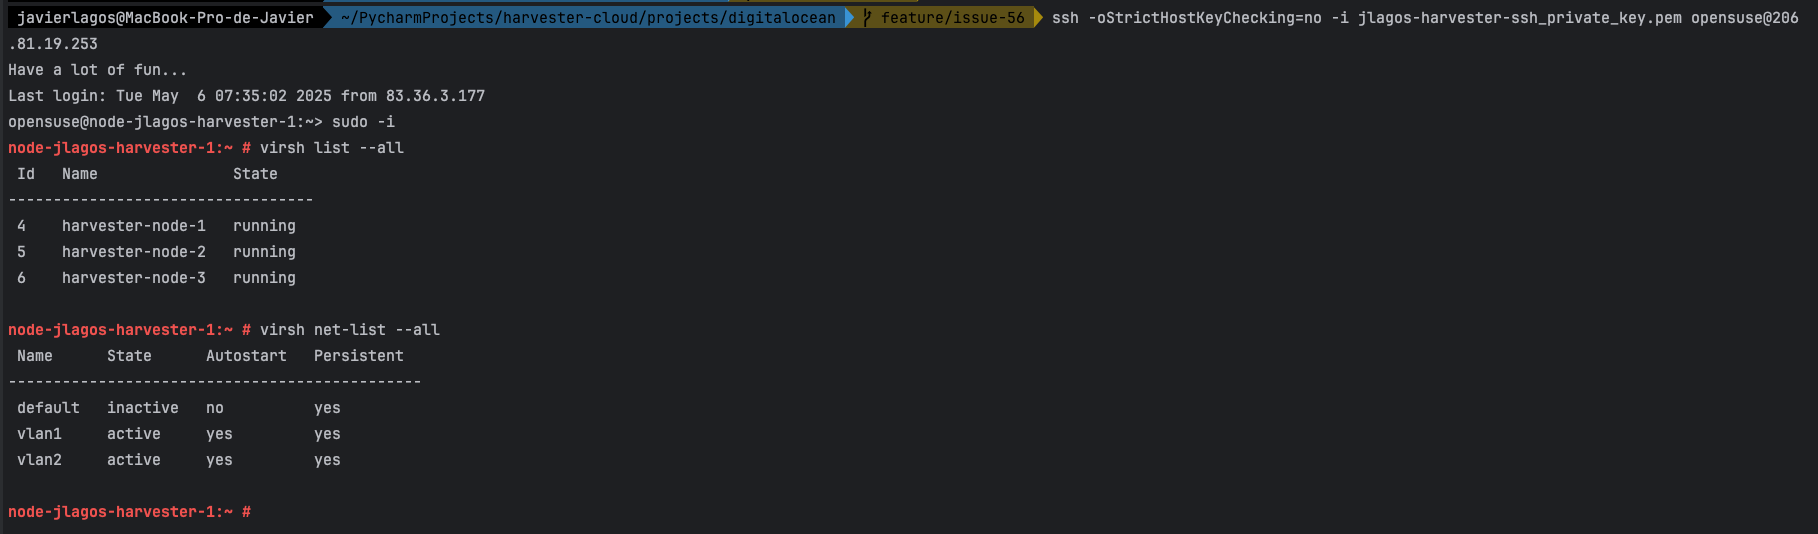 javierlagos@MacBook-Pro-de-Javier ~/PycharmProjects/harvester-cloud/projects/digitalocean feature/issue-56 ssh -oStrictHostKeyChecking=no -i jlagos-harvester-ssh_private_key.pem opensuse@206
.81.19.253
Have a lot of fun...
Last login: Tue May  6 07:35:02 2025 from 83.36.3.177
opensuse@node-jlagos-harvester-1:~> sudo -i
node-jlagos-harvester-1:~ # virsh list --all
 Id   Name               State
----------------------------------
 4    harvester-node-1   running
 5    harvester-node-2   running
 6    harvester-node-3   running
node-jlagos-harvester-1:~ # virsh net-list --all
 Name      State      Autostart   Persistent
----------------------------------------------
 default   inactive   no          yes
 vlan1     active     yes         yes
 vlan2     active     yes         yes
node-jlagos-harvester-1:~ #